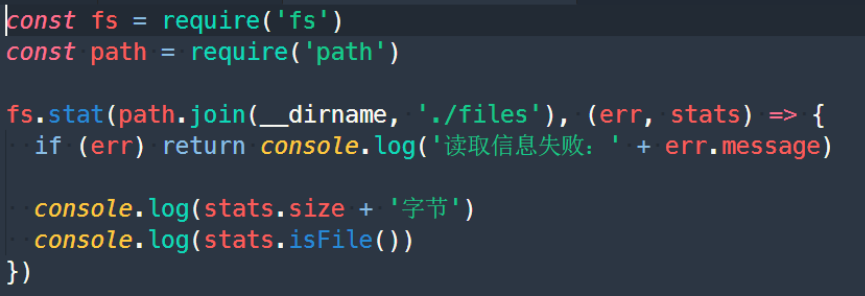 const fs = require('fs')
const path = require('path')
fs.stat(path.join(__dirname, './files'), (err, stats) => {
if (err) return console.log('读取信息失败：' + err.message)
console.log(stats.size + '字节')
console.log(stats.isFile())
})